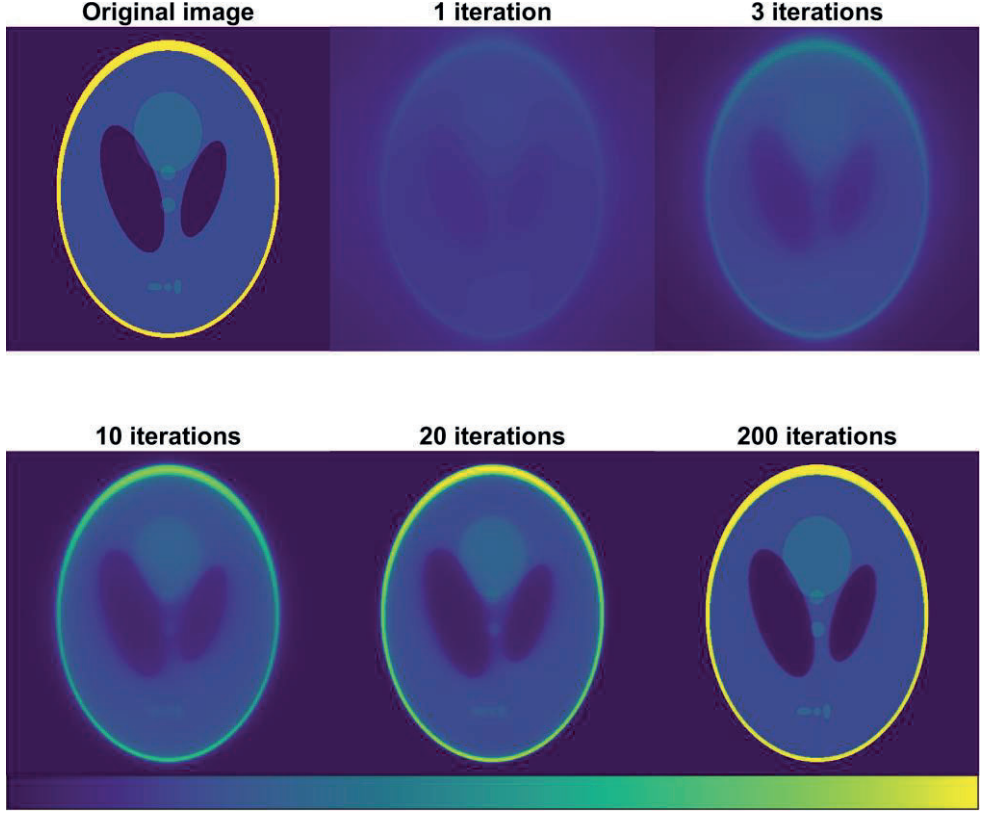 Original image
1 iteration
3 iterations
10 iterations
20 iterations
200 iterations